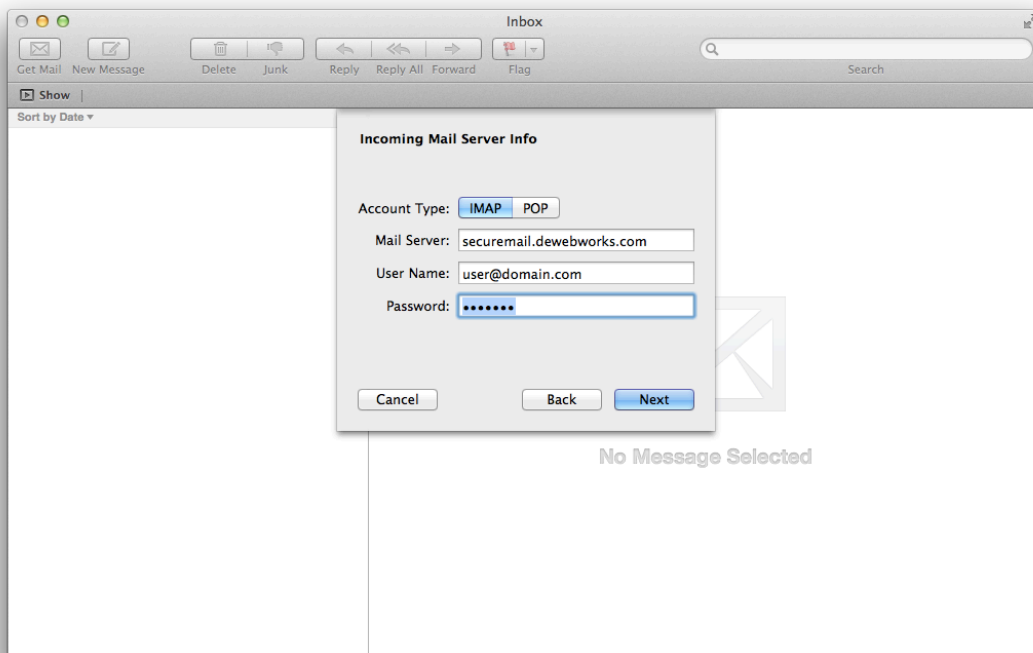 Inbox
Get Mail New Message Delete Junk Reply Reply All Forward Flag Search
Show
Sort by Date
Incoming Mail Server Info
Account Type: IMAP POP
Mail Server: securemail.dewebworks.com
User Name: user@domain.com
Password: •••••••
Cancel Back Next
No Message Selected